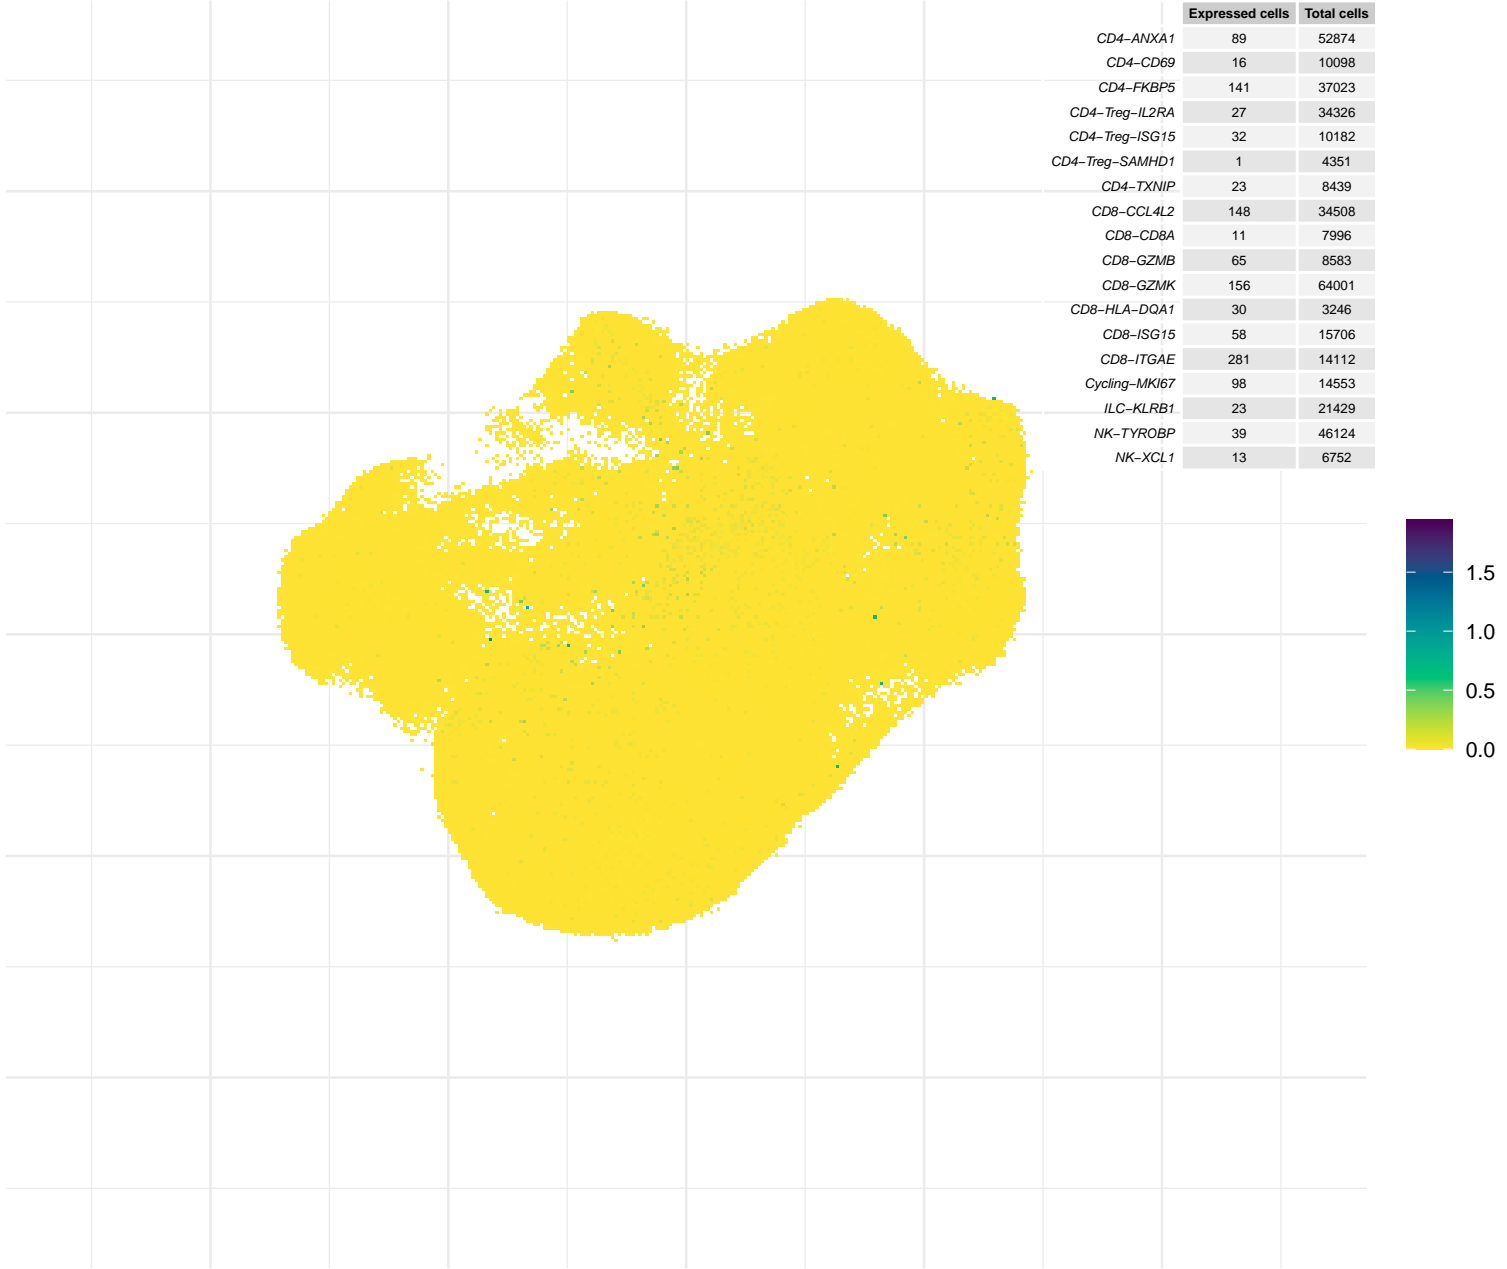 Expressed cells Total cells
CD4−ANXA1 89 52874
CD4−CD69 16 10098
CD4−FKBP5 141 37023
CD4−Treg−IL2RA 27 34326
CD4−Treg−ISG15 32 10182
CD4−Treg−SAMHD1 1 4351
CD4−TXNIP 23 8439
CD8−CCL4L2 148 34508
CD8−CD8A 11 7996
CD8−GZMB 65 8583
CD8−GZMK 156 64001
CD8−HLA−DQA1 30 3246
CD8−ISG15 58 15706
CD8−ITGAE 281 14112
Cycling−MKI67 98 14553
ILC−KLRB1 23 21429
NK−TYROBP 39 46124
NK−XCL1 13 6752
1.5
1.0
0.5
0.0